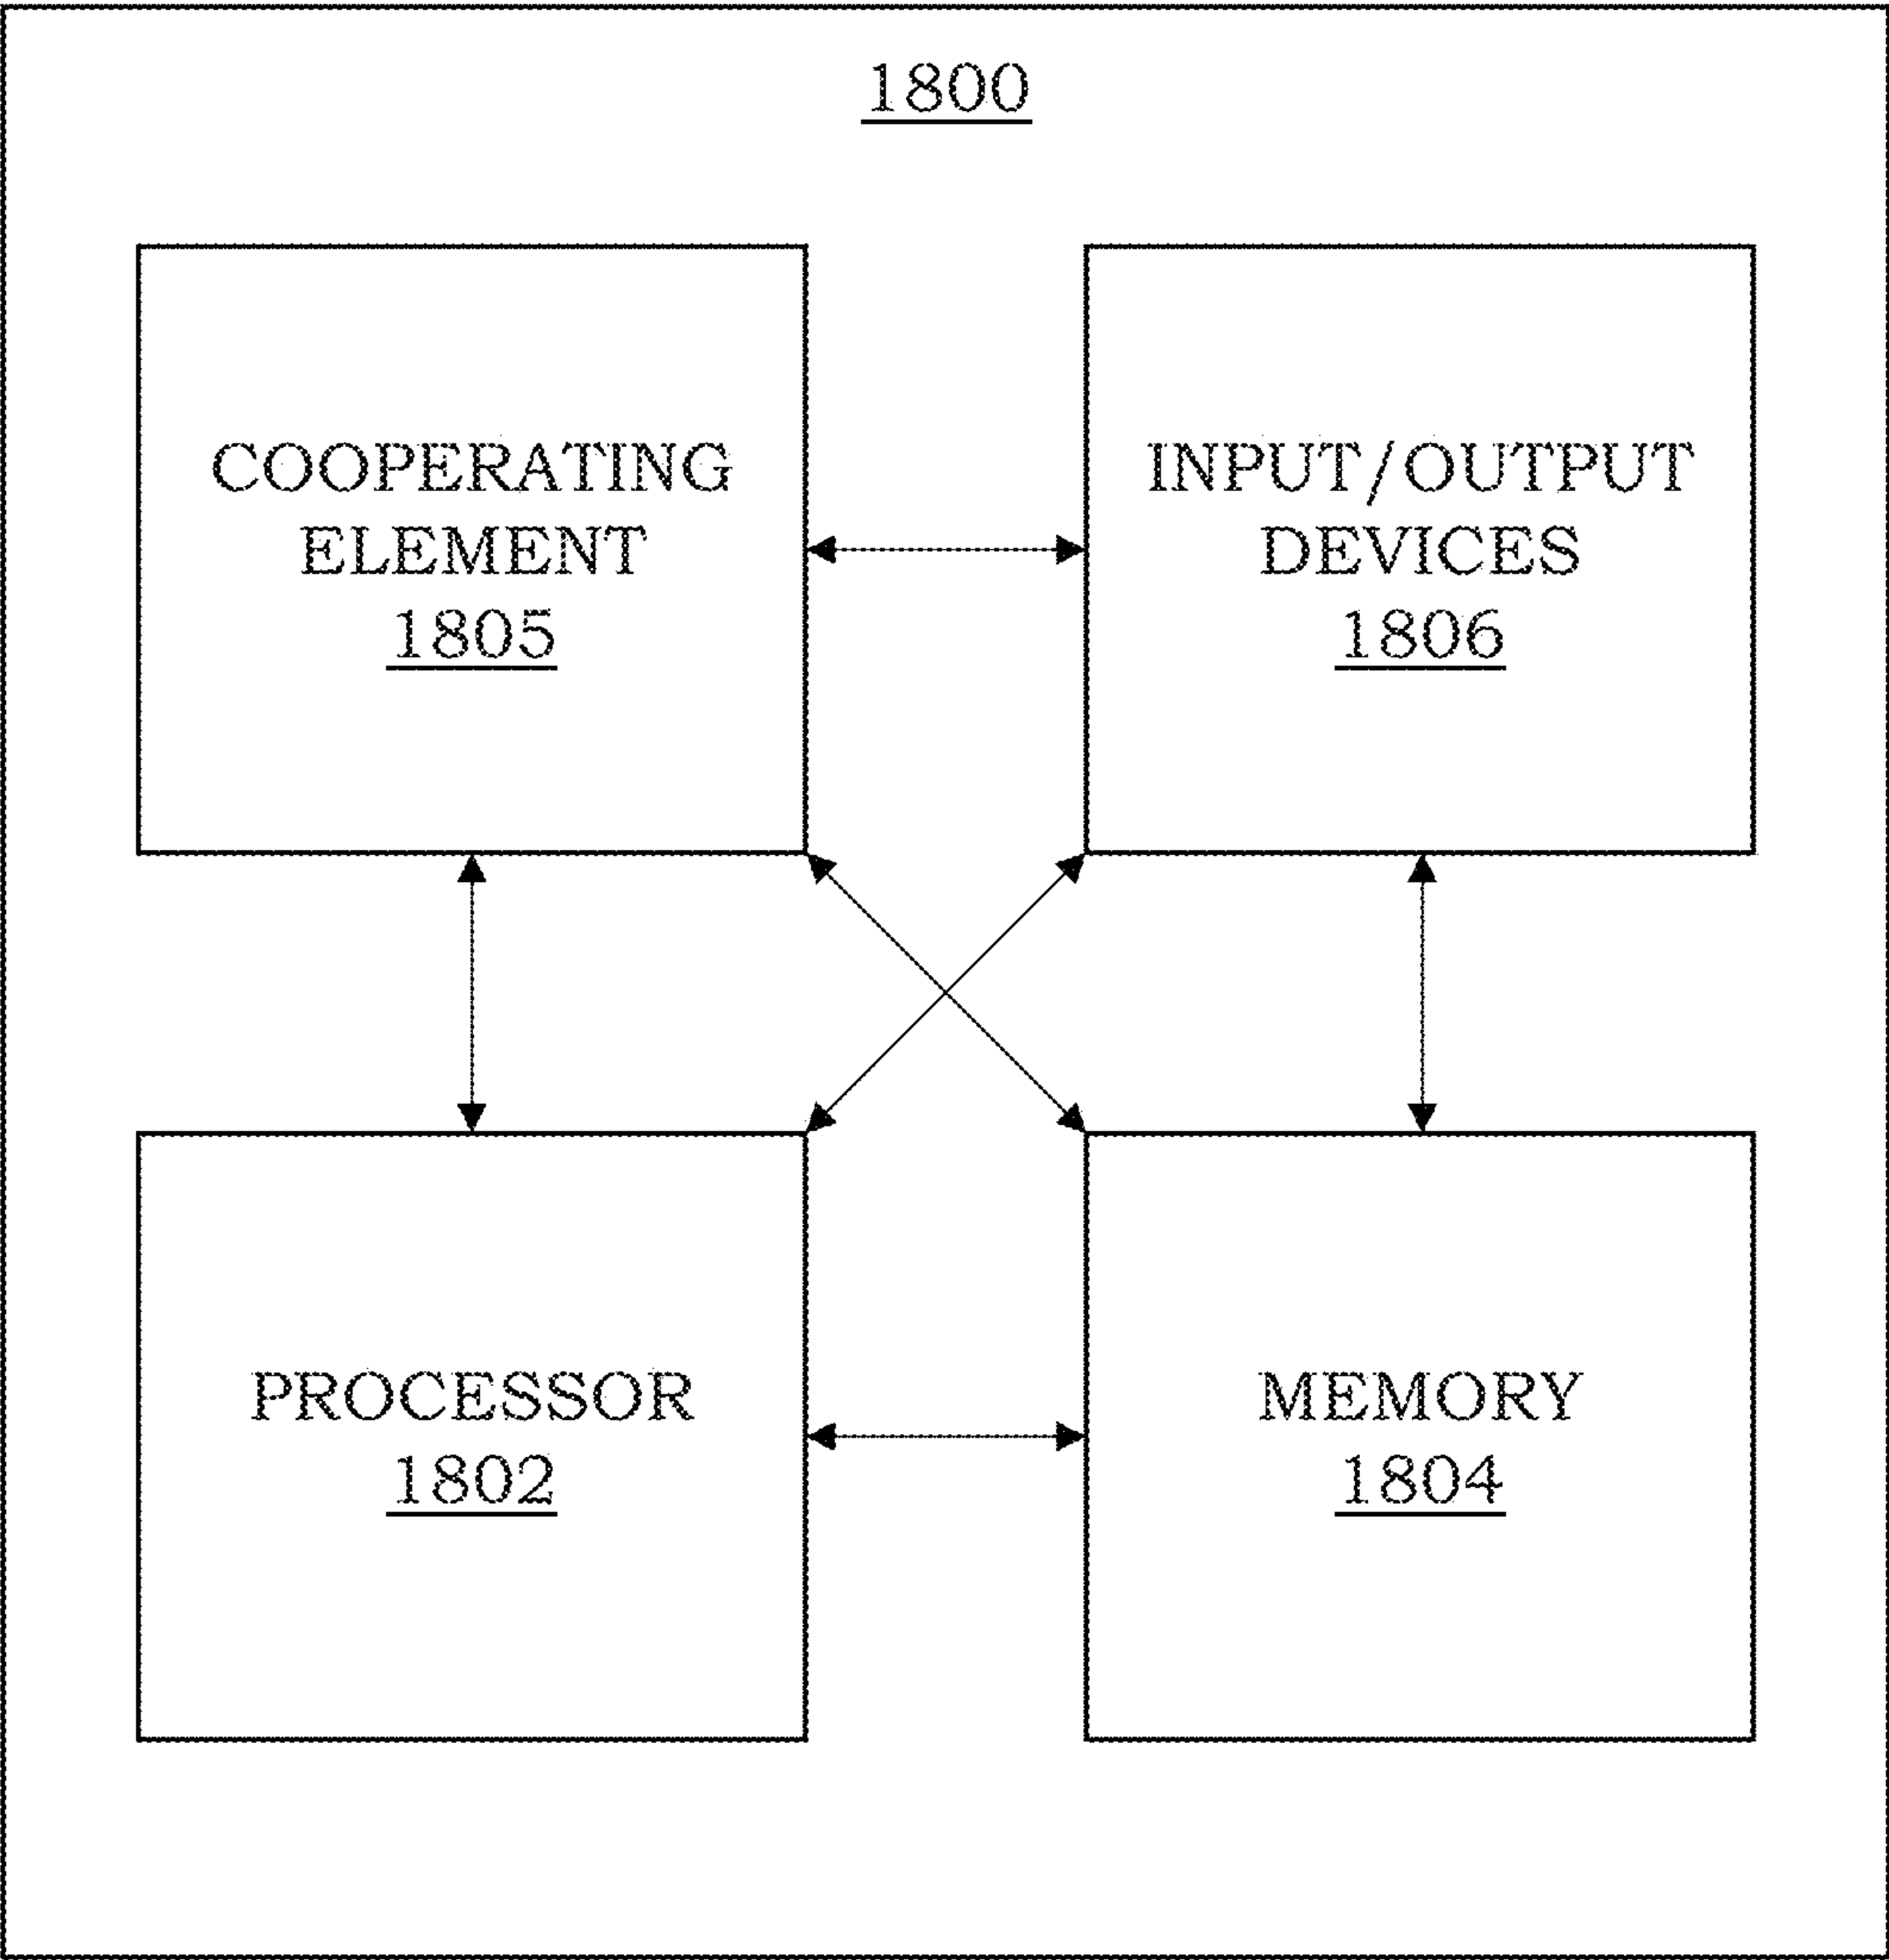 1800
COOPERATING
ELEMENT
1805
INPUT/OUTPUT
DEVICES
1806
PROCESSOR
1802
MEMORY
1804